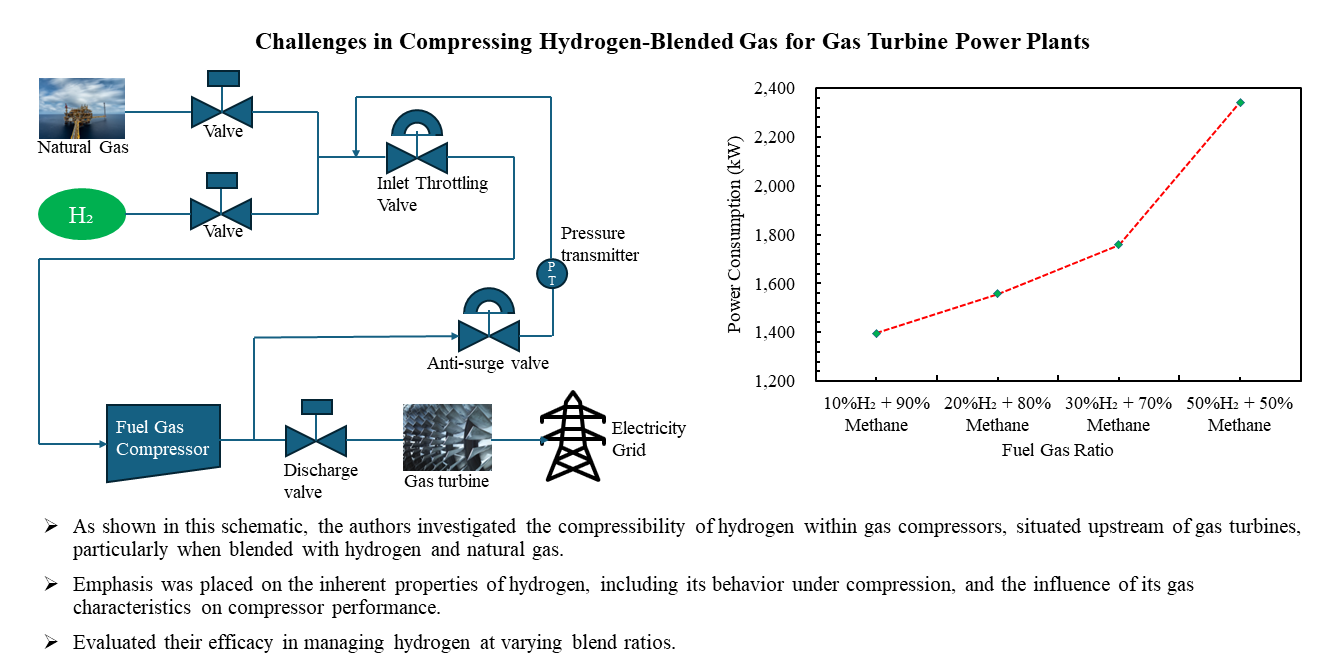 Challenges in Compressing Hydrogen-Blended Gas for Gas Turbine Power Plants
Natural Gas
Valve
H₂
Valve
Inlet Throttling
Valve
Pressure
transmitter
P
T
Anti-surge valve
Fuel Gas
Compressor
Discharge
valve
Gas turbine
Electricity
Grid
Power Consumption (kW)
2,400
2,200
2,000
1,800
1,600
1,400
1,200
10%H₂ + 90%
Methane
20%H₂ + 80%
Methane
30%H₂ + 70%
Methane
50%H₂ + 50%
Methane
Fuel Gas Ratio
➢ As shown in this schematic, the authors investigated the compressibility of hydrogen within gas compressors, situated upstream of gas turbines,
particularly when blended with hydrogen and natural gas.
➢ Emphasis was placed on the inherent properties of hydrogen, including its behavior under compression, and the influence of its gas
characteristics on compressor performance.
➢ Evaluated their efficacy in managing hydrogen at varying blend ratios.